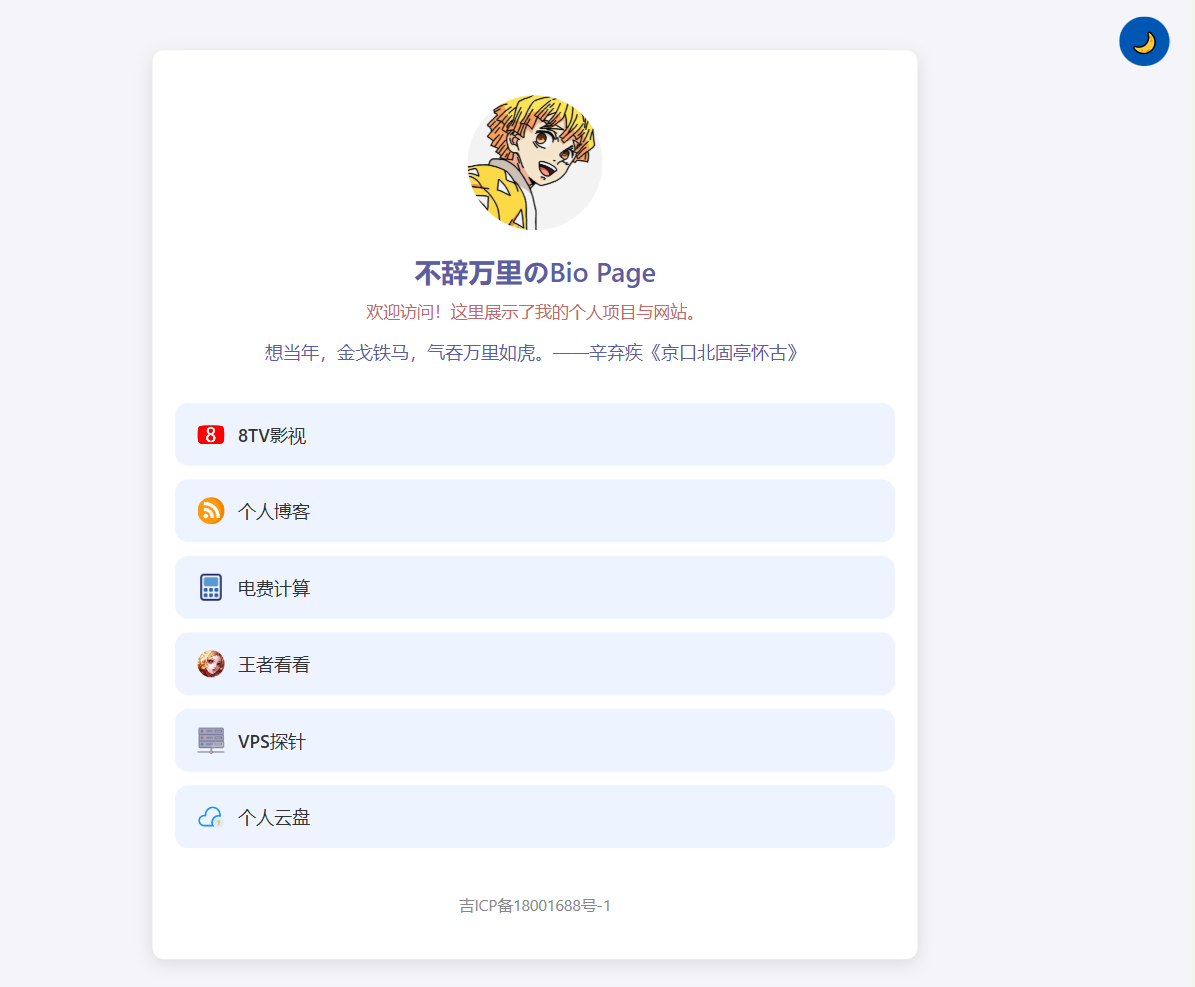 不辞万里のBio Page
欢迎访问！这里展示了我的个人项目与网站。
想当年，金戈铁马，气吞万里如虎。——辛弃疾《京口北固亭怀古》
8 8TV影视
个人博客
电费计算
王者看看
VPS探针
个人云盘
吉ICP备18001688号-1